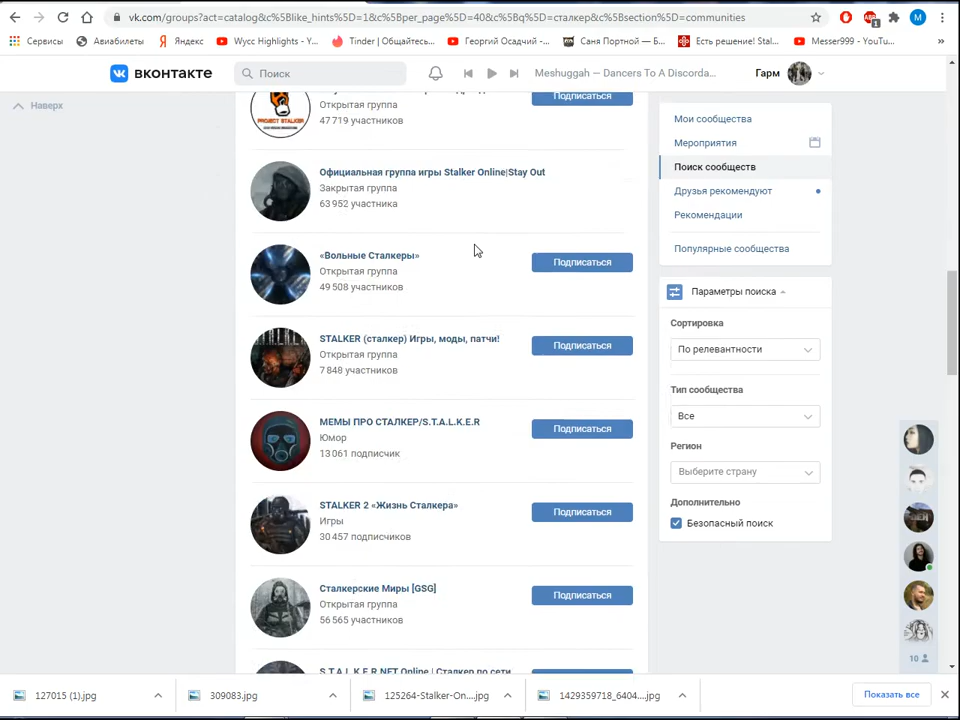 vk.com/groups?act=catalog&c%5Blike_hints%5D=1&c%5Bper_page%5D=40&c%5Bq%5D=сталкер&c%5Bsection%5D=communities
M
Сервисы
Авиабилеты
Яндекс
Wycc Highlights - Y...
Tinder | Общайтесь...
Георгий Осадчий -...
Саня Портной — Б...
Есть решение! Stal...
Messer999 - YouTu...
»
ВКОНТАКТЕ
Поиск
Meshuggah — Dancers To A Discorda...
Гарм
Наверх
PROJECT STALKER
Открытая группа
47 719 участников
Подписаться
Официальная группа игры Stalker Online|Stay Out
Закрытая группа
63 952 участника
«Вольные Сталкеры»
Открытая группа
49 508 участников
Подписаться
STALKER (сталкер) Игры, моды, патчи!
Открытая группа
7 848 участников
Подписаться
МЕМЫ ПРО СТАЛКЕР/S.T.A.L.K.E.R
Юмор
13 061 подписчик
Подписаться
STALKER 2 «Жизнь Сталкера»
Игры
30 457 подписчиков
Подписаться
Сталкерские Миры [GSG]
Открытая группа
56 565 участников
Подписаться
S.T.A.L.K.E.R.NET Online | Сталкер по сети
Мои сообщества
Мероприятия
Поиск сообществ
Друзья рекомендуют
Рекомендации
Популярные сообщества
Параметры поиска
Сортировка
По релевантности
Тип сообщества
Все
Регион
Выберите страну
Дополнительно
Безопасный поиск
10
127015 (1).jpg
309083.jpg
125264-Stalker-On....jpg
1429359718_6404....jpg
Показать все